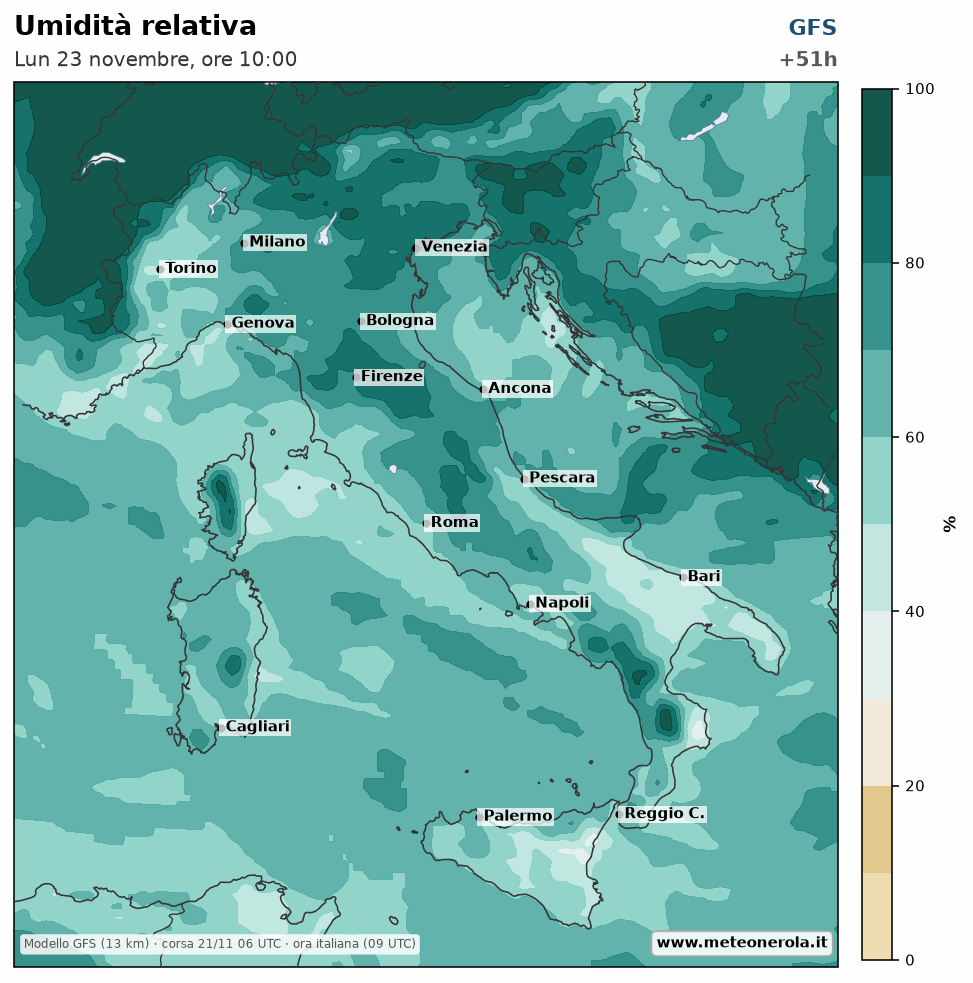 Umidità relativa
GFS
Lun 23 novembre, ore 10:00
+51h
100
80
60
40
20
0
%
Milano
Venezia
Torino
Genova
Bologna
Firenze
Ancona
Pescara
Roma
Bari
Napoli
Cagliari
Palermo
Reggio C.
Modello GFS (13 km) · corsa 21/11 06 UTC · ora italiana (09 UTC)
www.meteonerola.it